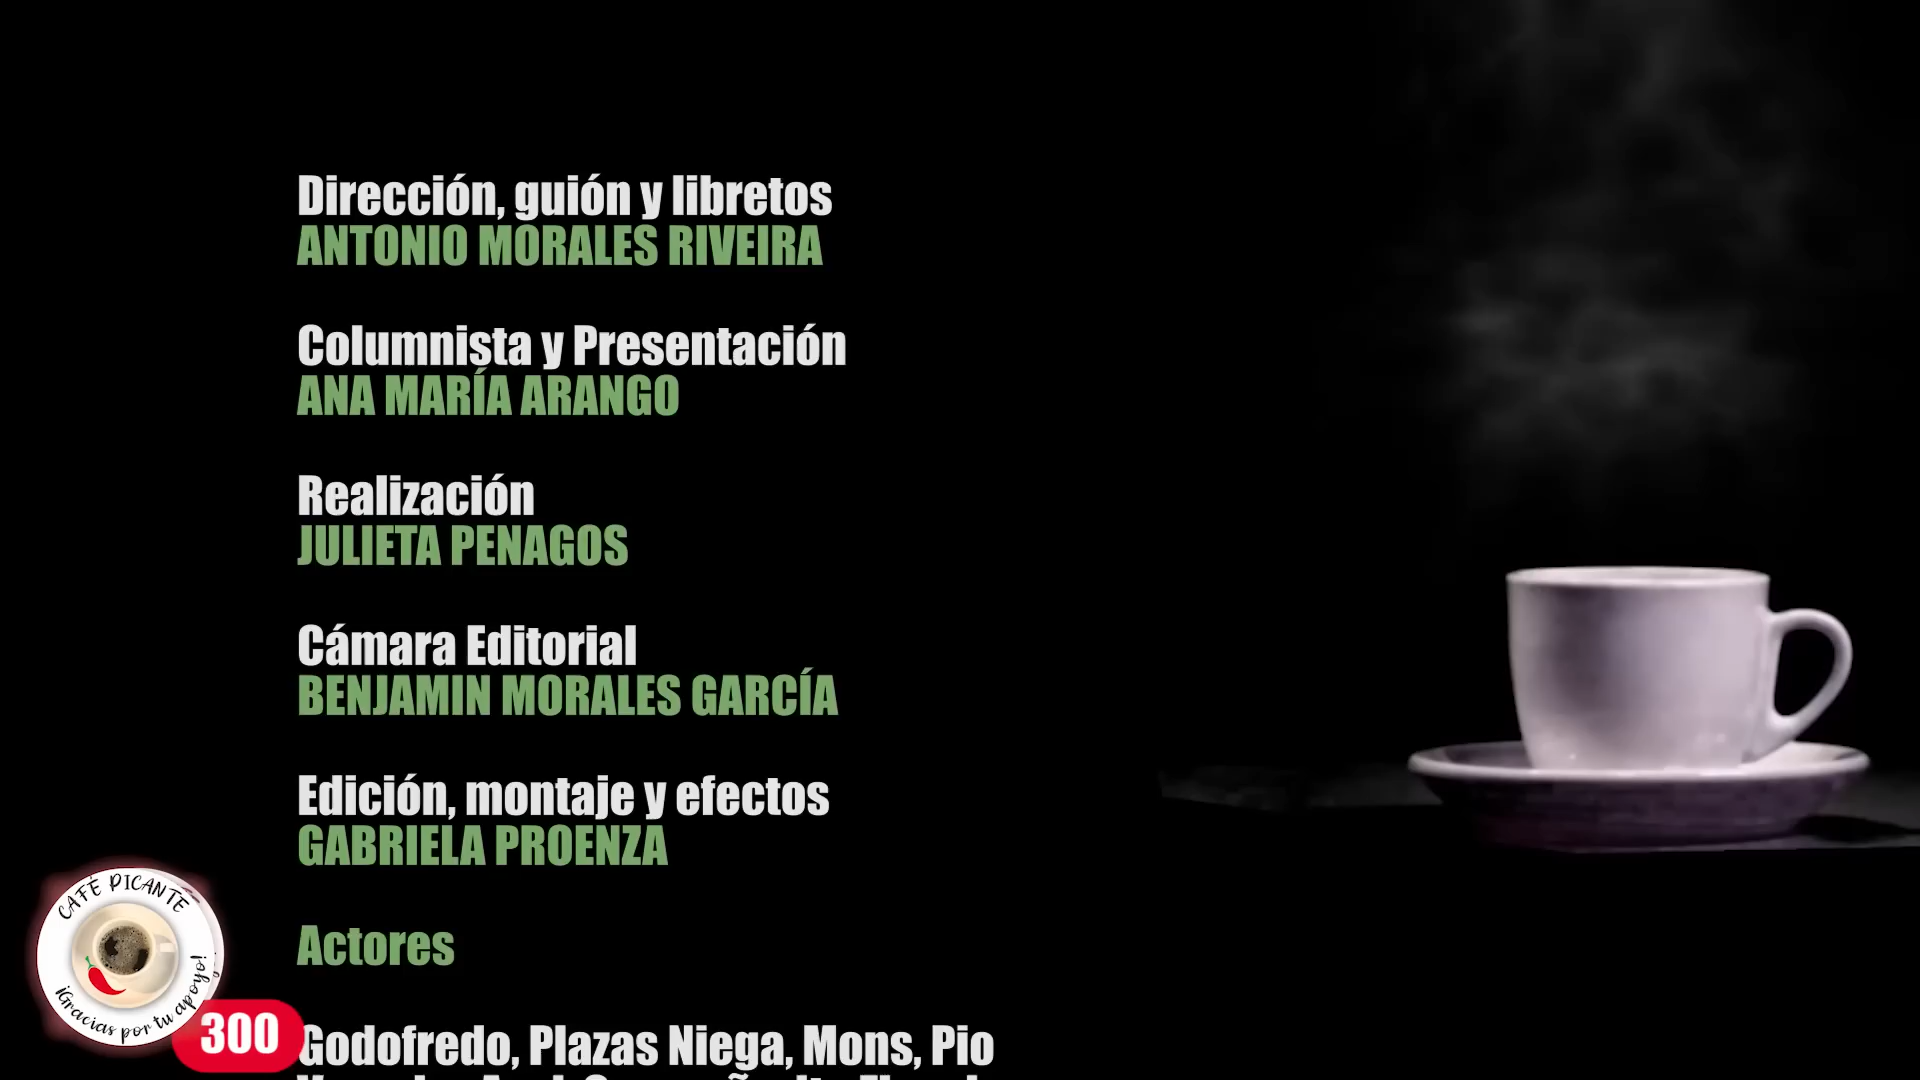 Dirección, guión y libretos
ANTONIO MORALES RIVEIRA
Columnista y Presentación
ANA MARÍA ARANGO
Realización
JULIETA PENAGOS
Cámara Editorial
BENJAMIN MORALES GARCÍA
Edición, montaje y efectos
GABRIELA PROENZA
Actores
CAFÉ PICANTE
¡Gracias por tu apoyo!
300
Godofredo, Plazas Niega, Mons, Pio